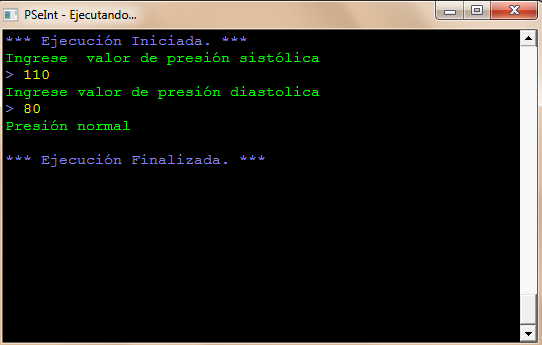 PSeInt - Ejecutando...
*** Ejecución Iniciada. ***
Ingrese  valor de presión sistólica
> 110
Ingrese valor de presión diastolica
> 80
Presión normal
*** Ejecución Finalizada. ***